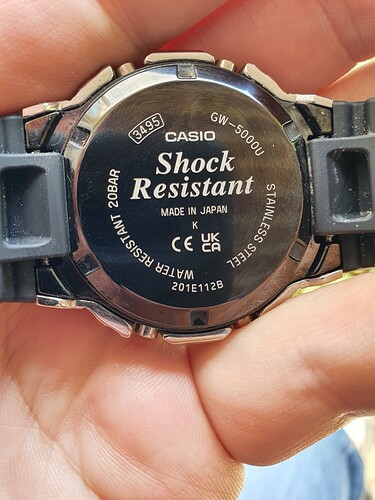 3495
GW-5000U
CASIO
Shock
Resistant
MADE IN JAPAN
K
CE UK
CA
STAINLESS STEEL
WATER RESISTANT 20BAR
201E112B